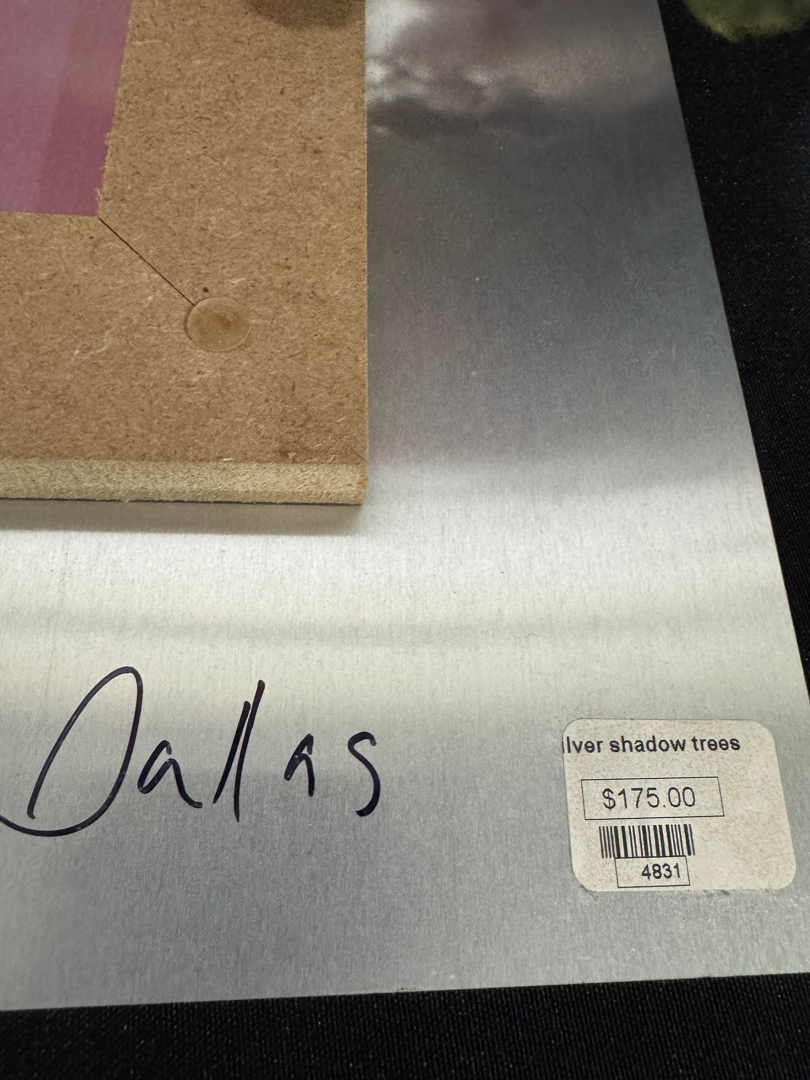 Dallas
lver shadow trees
$175.00
4831